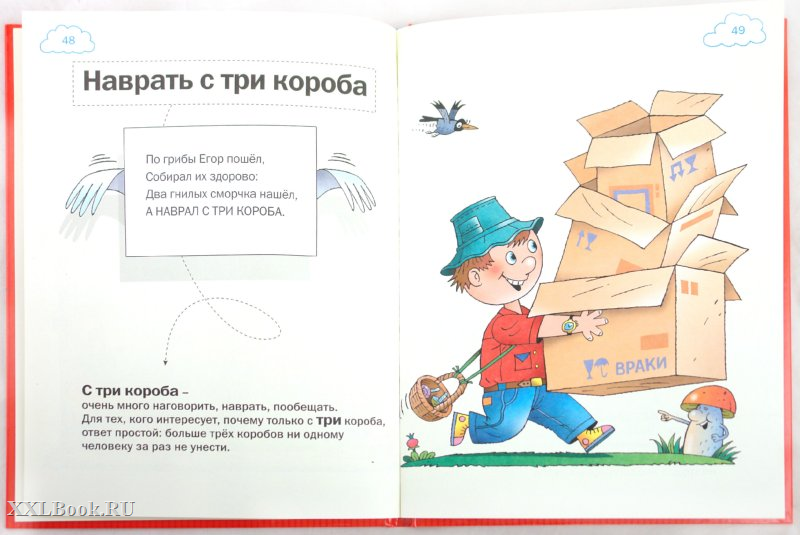 48
Наврать с три короба
По грибы Егор пошёл,
Собирал их здорово:
Два гнилых сморчка нашёл,
А НАВРАЛ С ТРИ КОРОБА.
С три короба –
очень много наговорить, наврать, пообещать.
Для тех, кого интересует, почему только с три короба,
ответ простой: больше трёх коробов ни одному
человеку за раз не унести.
49
ВРАКИ
XXLBook.RU